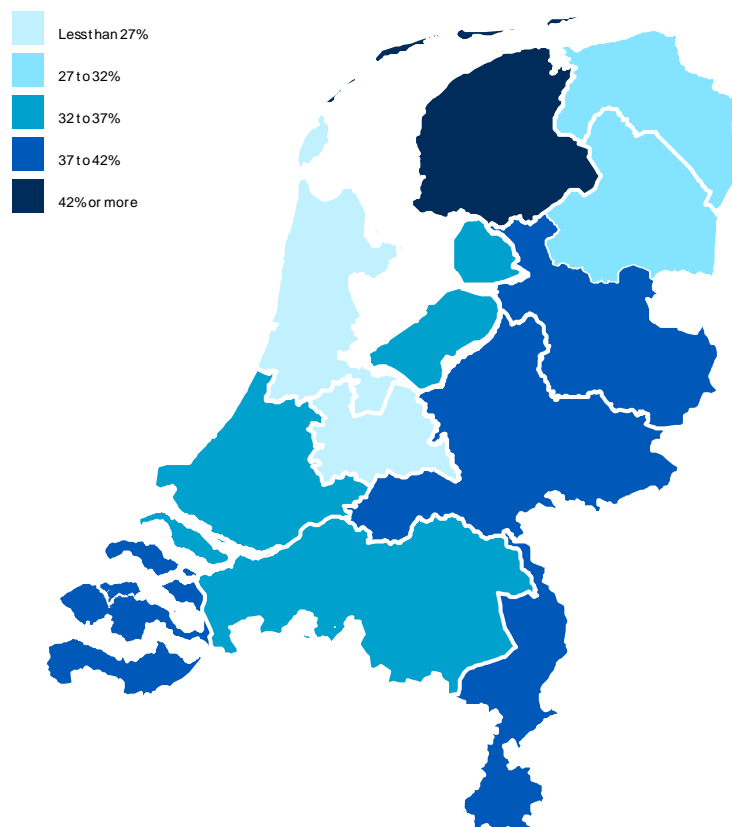 Less than 27%
27 to 32%
32 to 37%
37 to 42%
42% or more